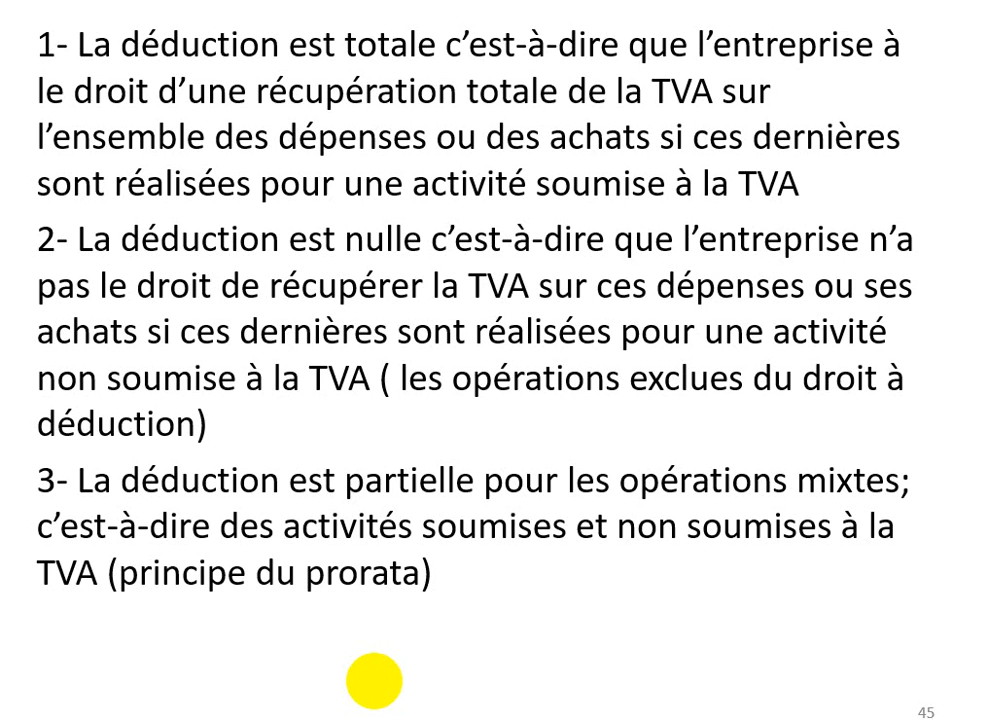 1- La déduction est totale c’est-à-dire que l’entreprise à
le droit d’une récupération totale de la TVA sur
l’ensemble des dépenses ou des achats si ces dernières
sont réalisées pour une activité soumise à la TVA
2- La déduction est nulle c’est-à-dire que l’entreprise n’a
pas le droit de récupérer la TVA sur ces dépenses ou ses
achats si ces dernières sont réalisées pour une activité
non soumise à la TVA ( les opérations exclues du droit à
déduction)
3- La déduction est partielle pour les opérations mixtes;
c’est-à-dire des activités soumises et non soumises à la
TVA (principe du prorata)
45